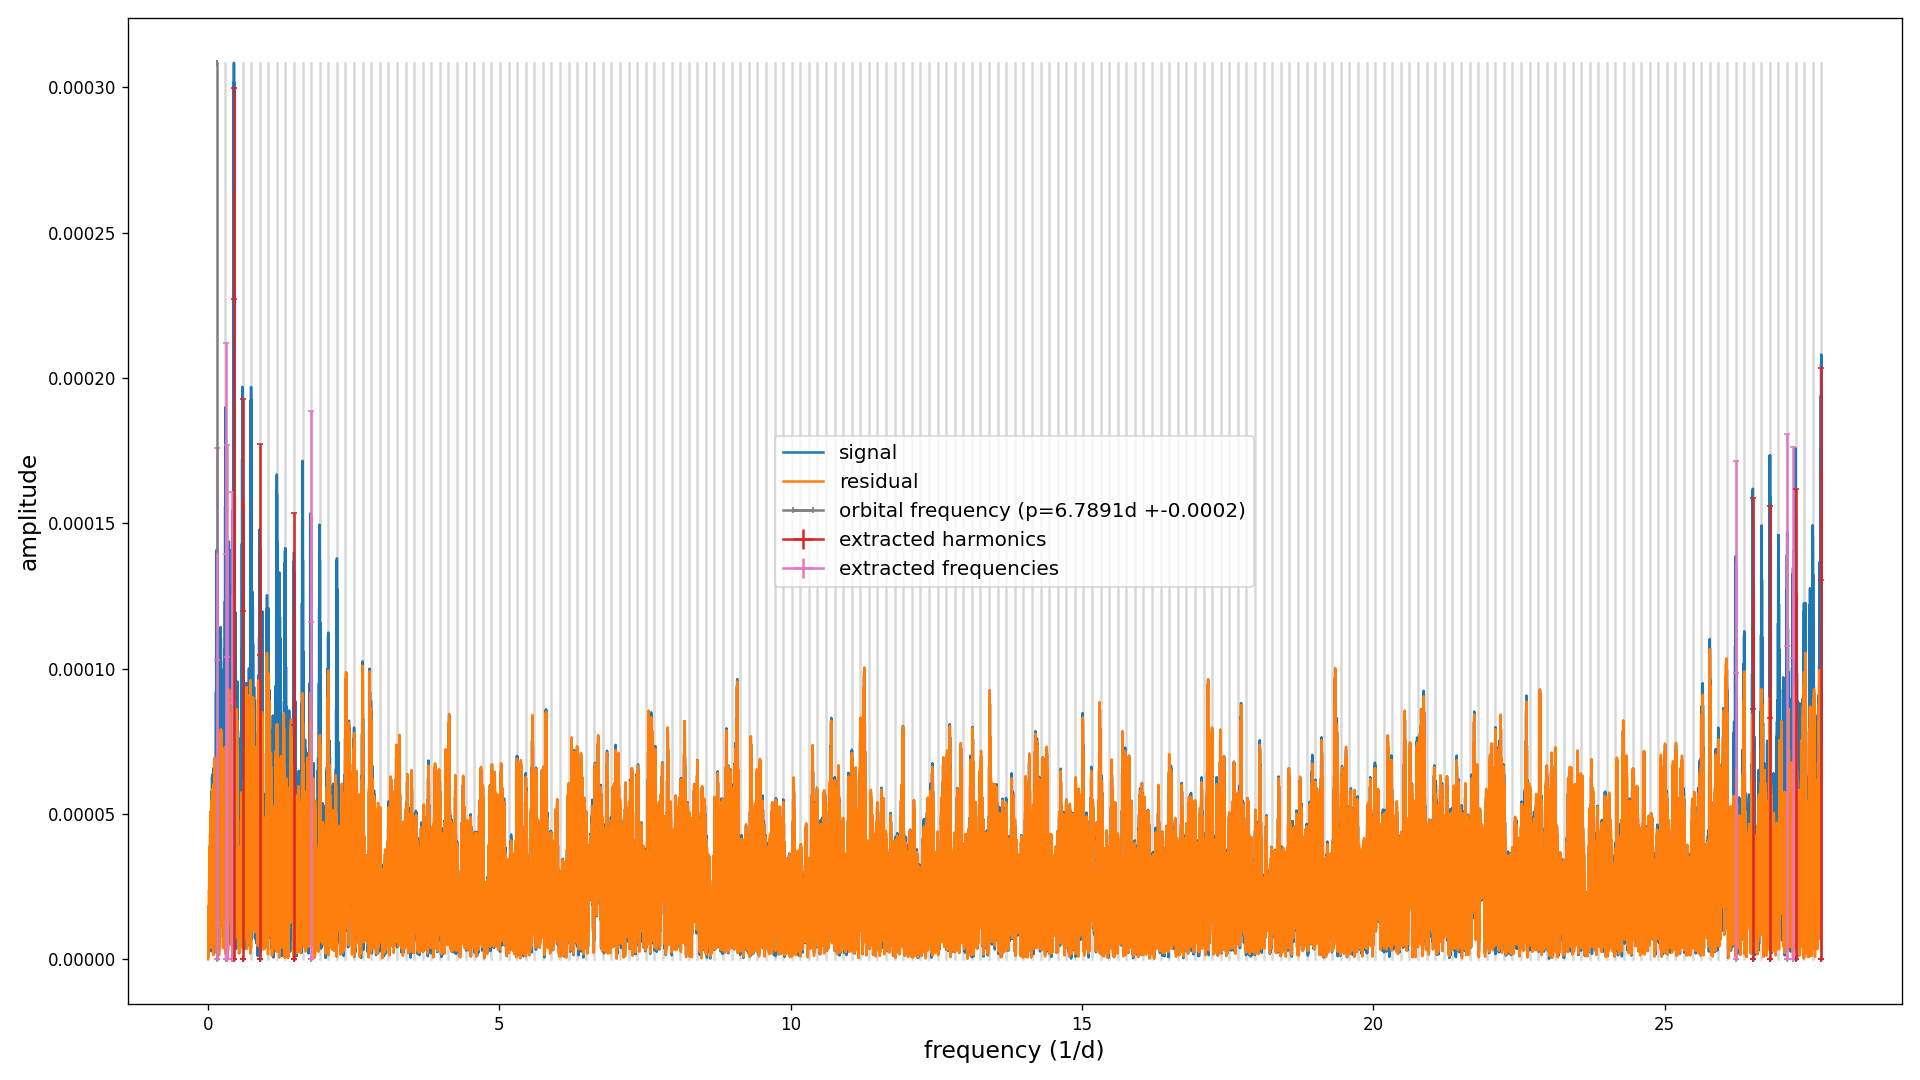 0.00030
0.00025
0.00020
0.00015
0.00010
0.00005
0.00000
amplitude
signal
residual
orbital frequency (p=6.7891d +-0.0002)
extracted harmonics
extracted frequencies
0 5 10 15 20 25
frequency (1/d)